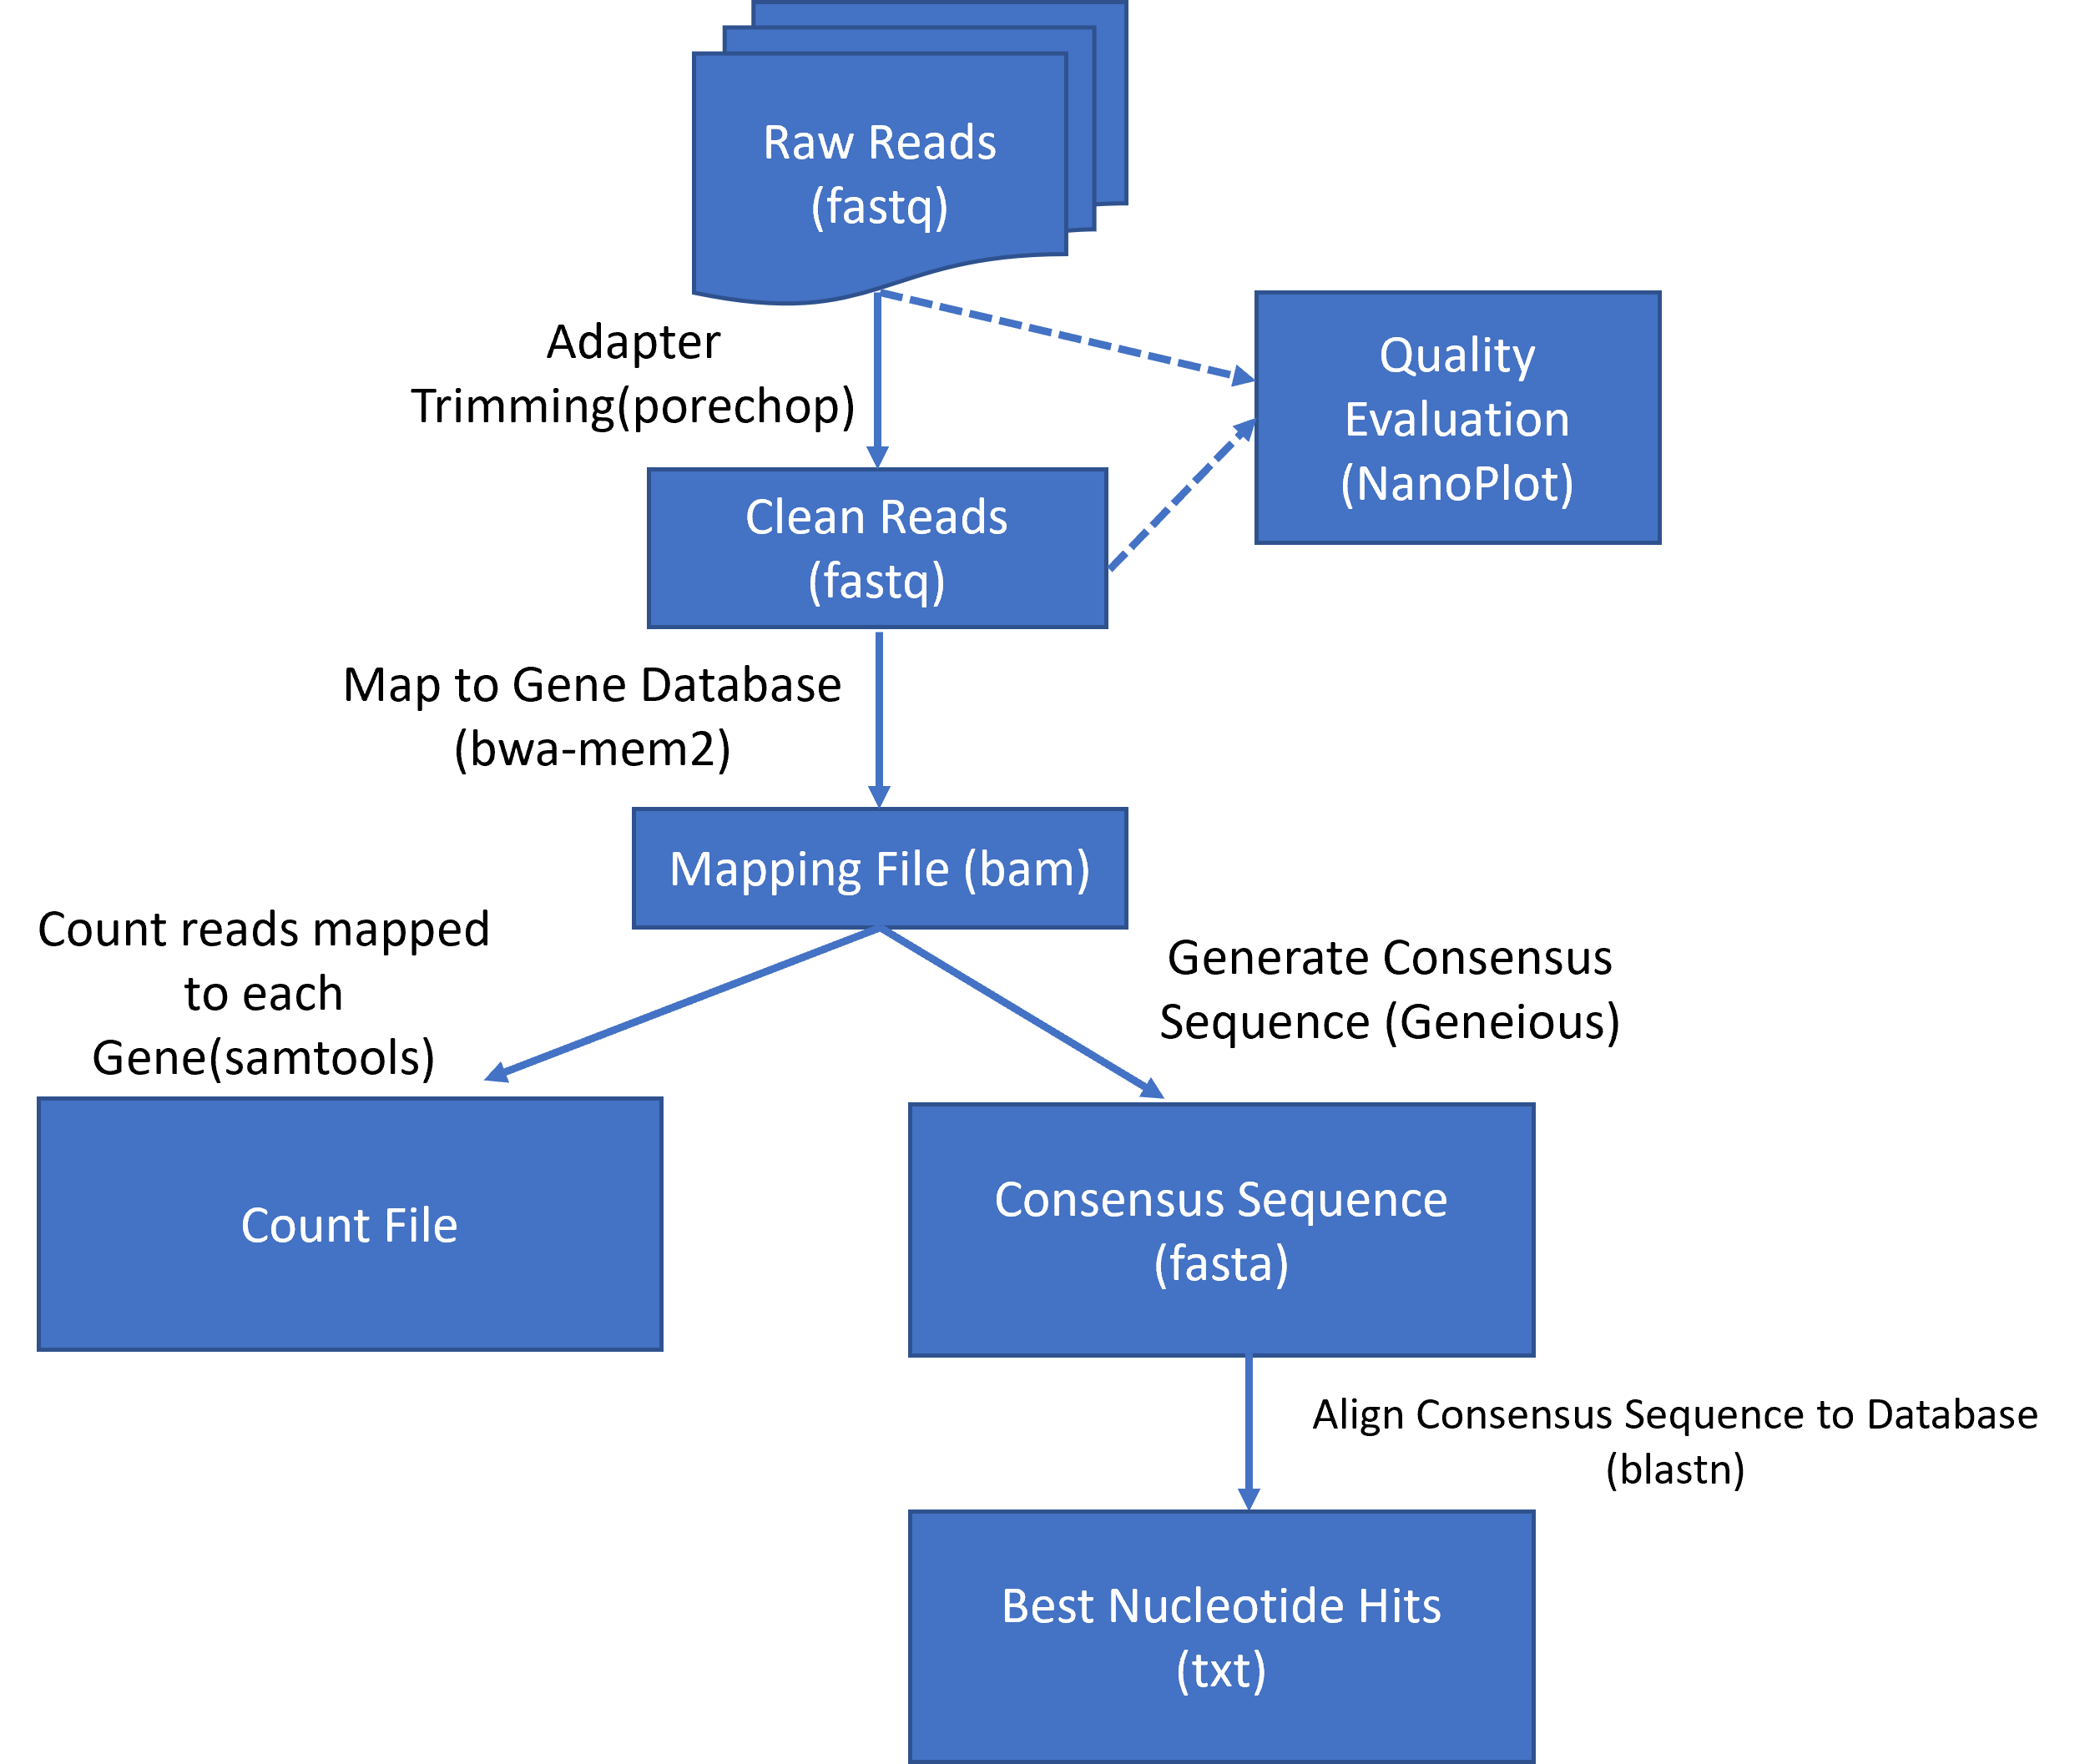 Raw Reads
(fastq)
Adapter
Trimming(porechop)
Quality
Evaluation
(NanoPlot)
Clean Reads
(fastq)
Map to Gene Database
(bwa-mem2)
Mapping File (bam)
Count reads mapped
to each
Gene(samtools)
Generate Consensus
Sequence (Geneious)
Count File
Consensus Sequence
(fasta)
Align Consensus Sequence to Database
(blastn)
Best Nucleotide Hits
(txt)